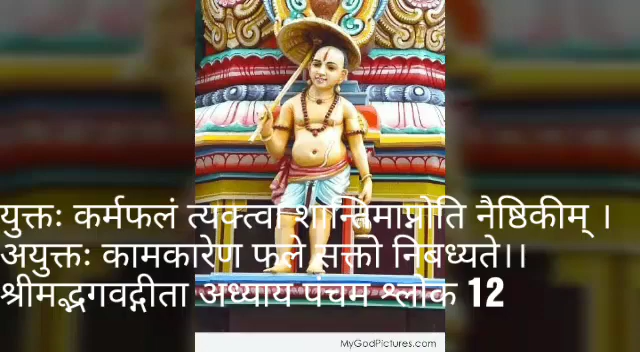 युक्तः कर्मफलं त्यक्त्वा शान्तिमाप्नोति नैष्ठिकीम् ।
अयुक्तः कामकारेण फले सक्तो निबध्यते।।
श्रीमद्भगवद्गीता अध्याय पंचम श्लोक 12
MyGodPictures.com